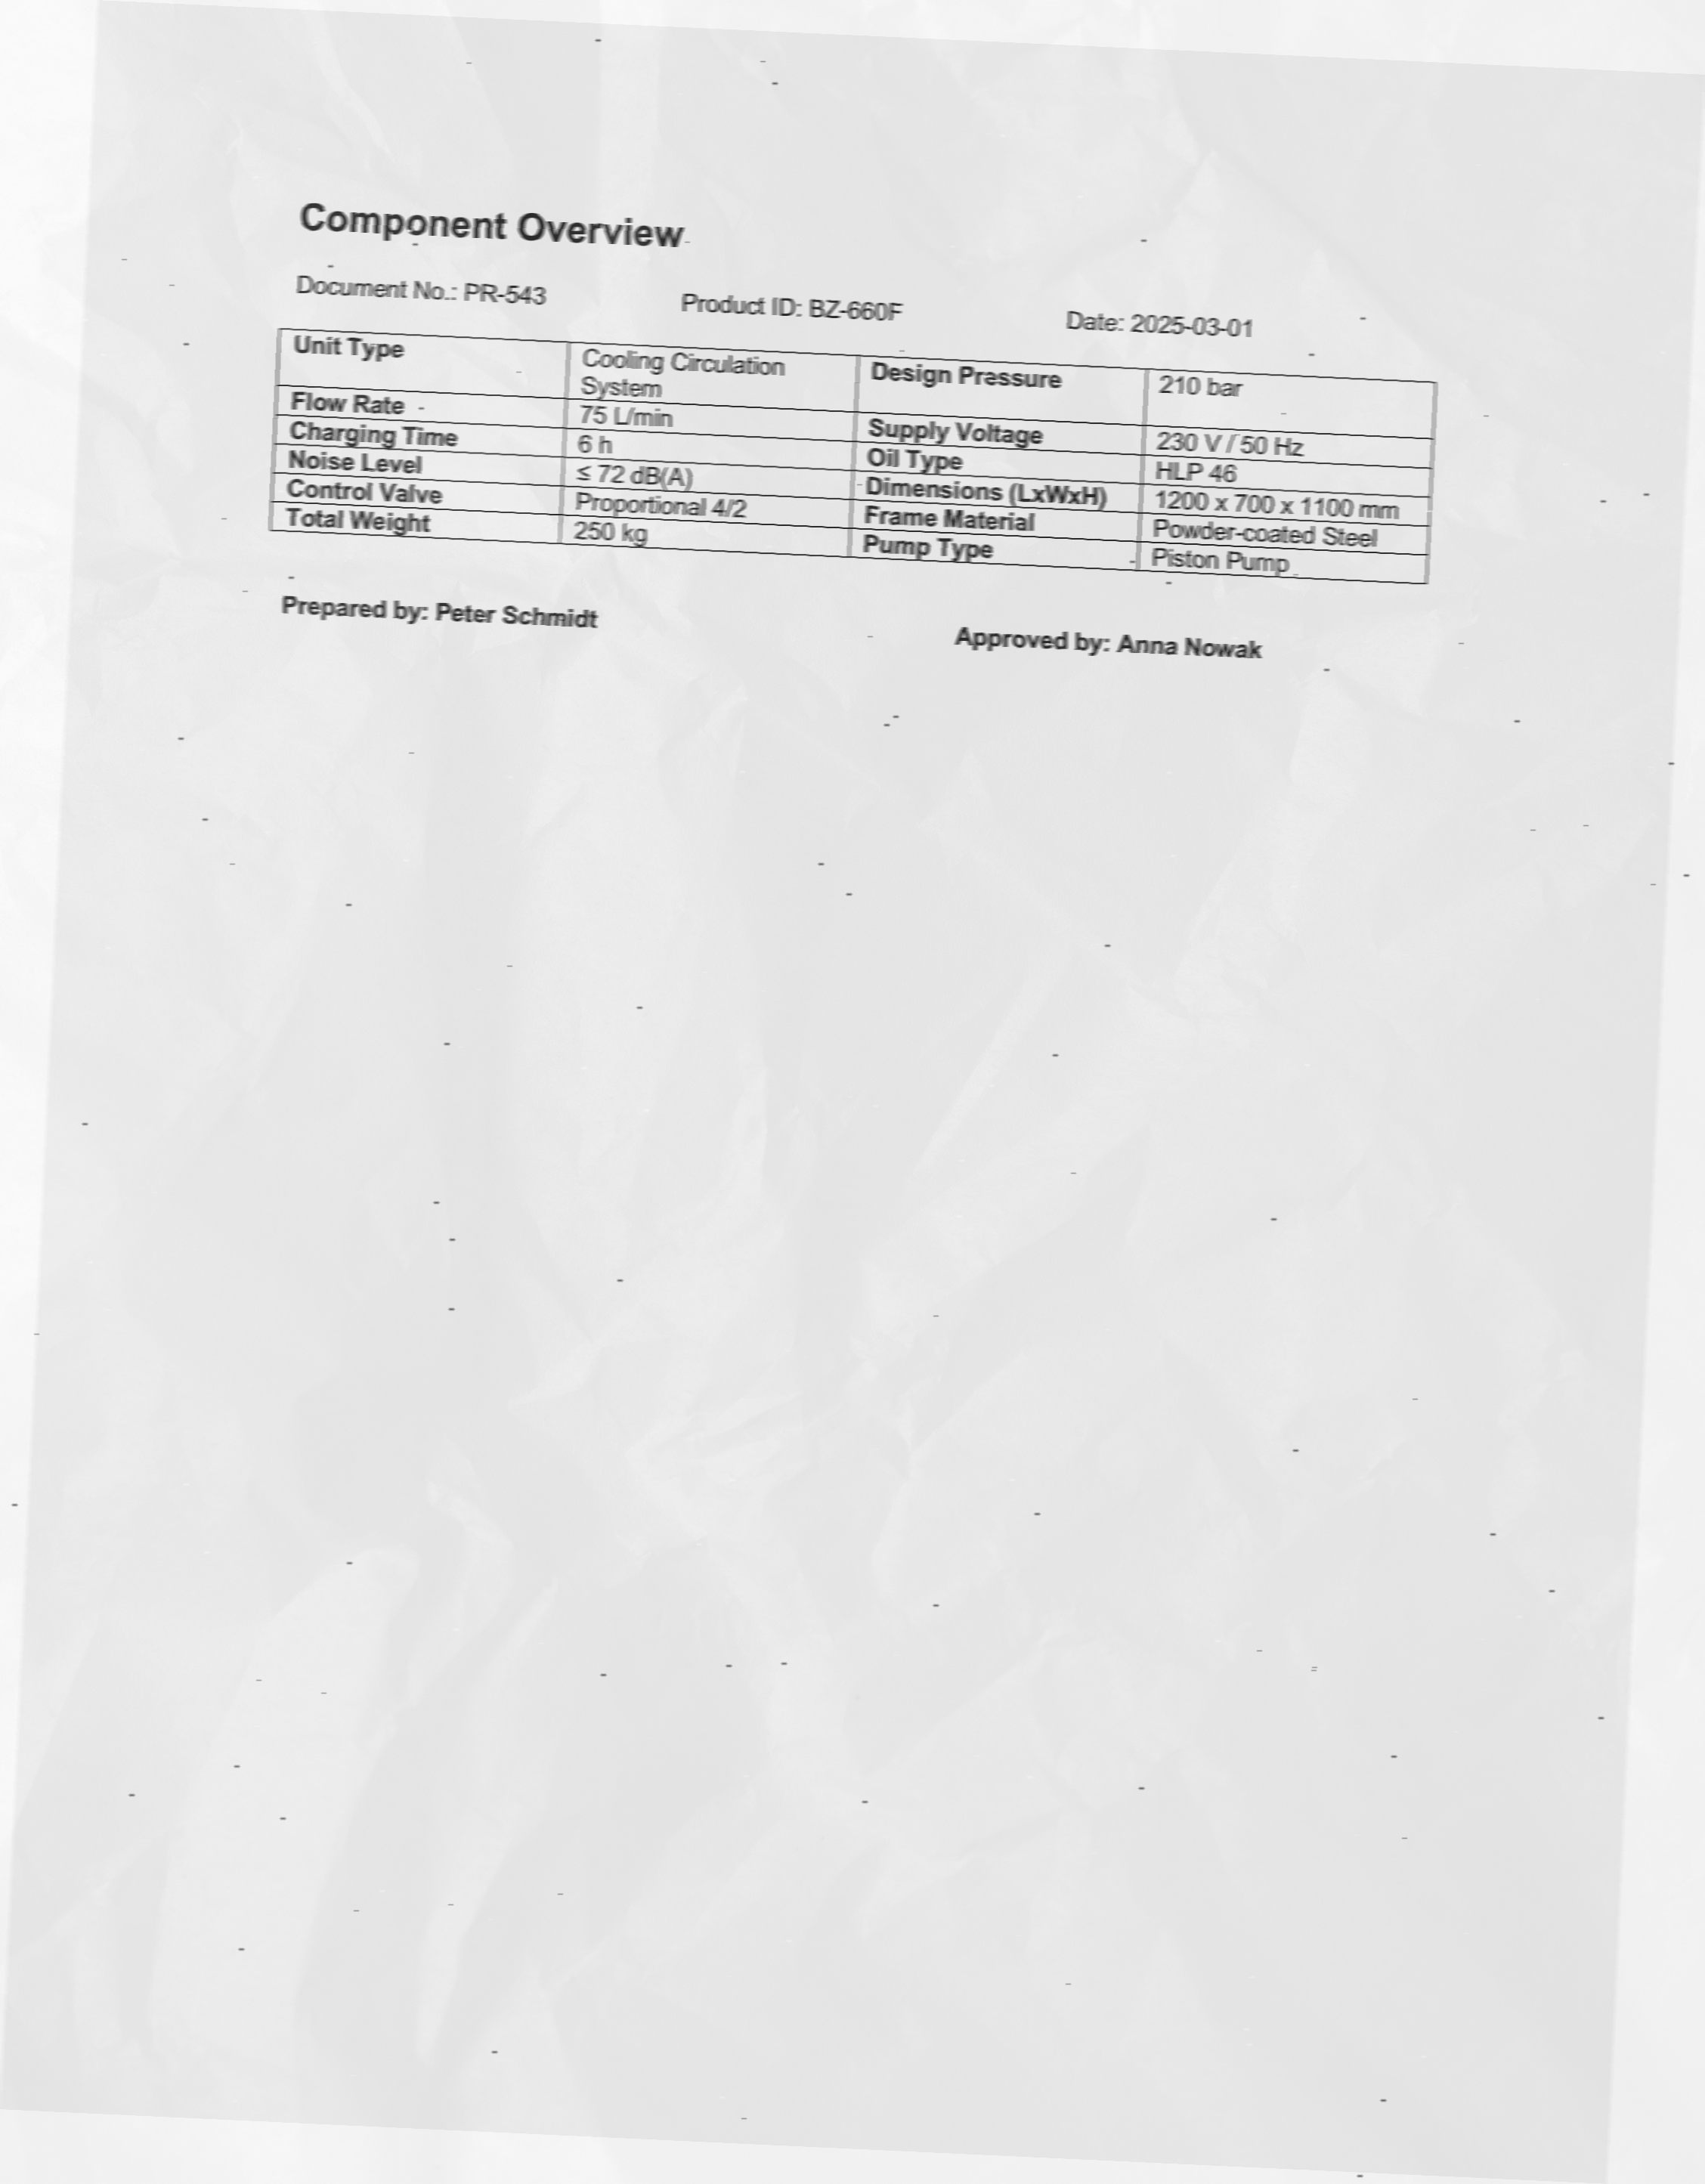 Component Overview
Document No.: PR-543 Product ID: BZ-660F Date: 2025-03-01
Unit Type Cooling Circulation System Design Pressure 210 bar
Flow Rate 75 L/min Supply Voltage 230 V / 50 Hz
Charging Time 6 h Oil Type HLP 46
Noise Level ≤ 72 dB(A) Dimensions (LxWxH) 1200 x 700 x 1100 mm
Control Valve Proportional 4/2 Frame Material Powder-coated Steel
Total Weight 250 kg Pump Type Piston Pump
Prepared by: Peter Schmidt Approved by: Anna Nowak